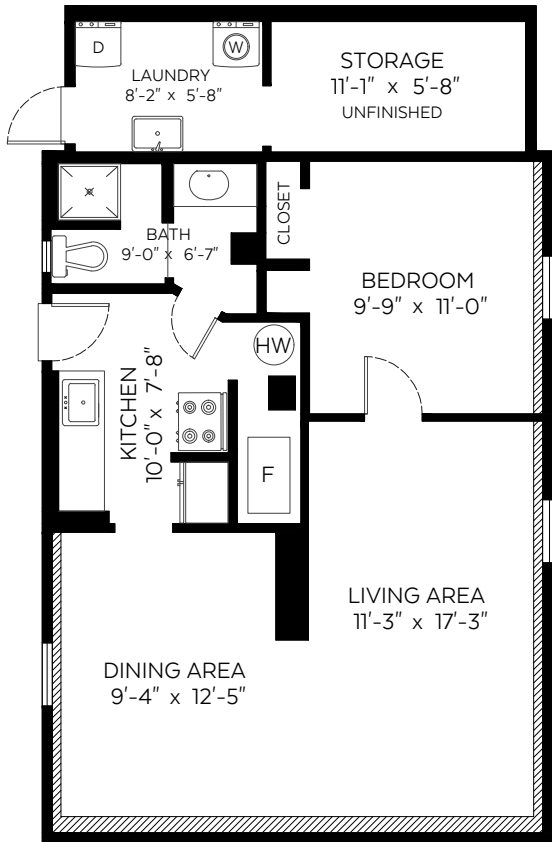 D
W
LAUNDRY
8'-2" x 5'-8"
STORAGE
11'-1" x 5'-8"
UNFINISHED
BATH
9'-0" x 6'-7"
CLOSET
BEDROOM
9'-9" x 11'-0"
HW
KITCHEN
10'-0" x 7'-8"
F
LIVING AREA
11'-3" x 17'-3"
DINING AREA
9'-4" x 12'-5"